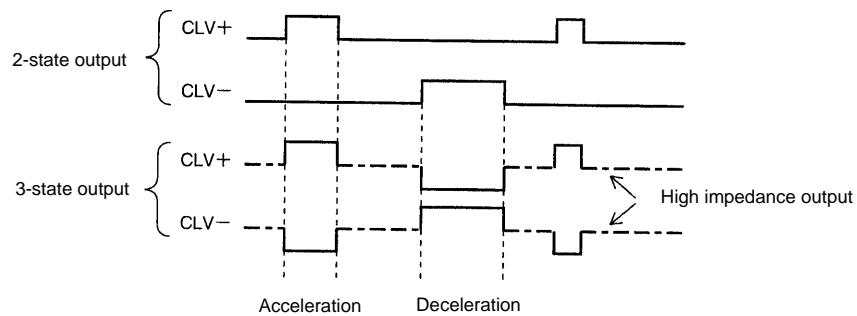 CLV+
2-state output
CLV−
CLV+
3-state output
High impedance output
CLV−
Acceleration Deceleration